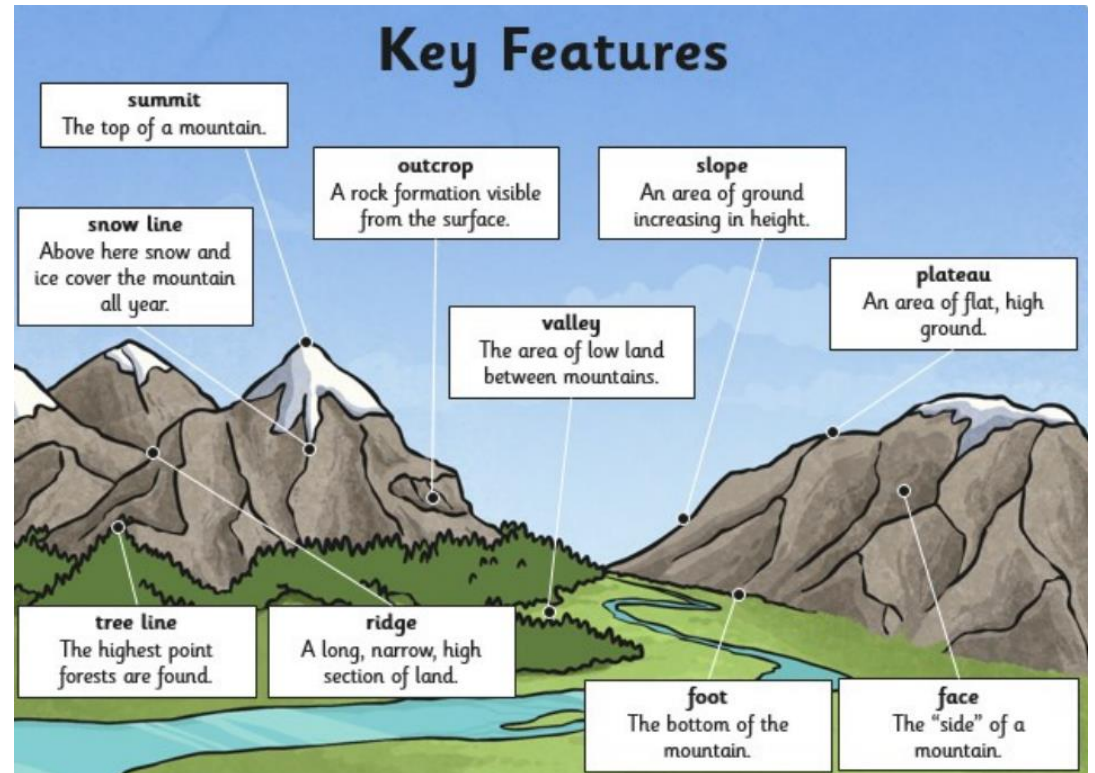 Key Features
summit
The top of a mountain.
outcrop
A rock formation visible
from the surface.
slope
An area of ground
increasing in height.
snow line
Above here snow and
ice cover the mountain
all year.
plateau
An area of flat, high
ground.
valley
The area of low land
between mountains.
tree line
The highest point
forests are found.
ridge
A long, narrow, high
section of land.
foot
The bottom of the
mountain.
face
The “side” of a
mountain.